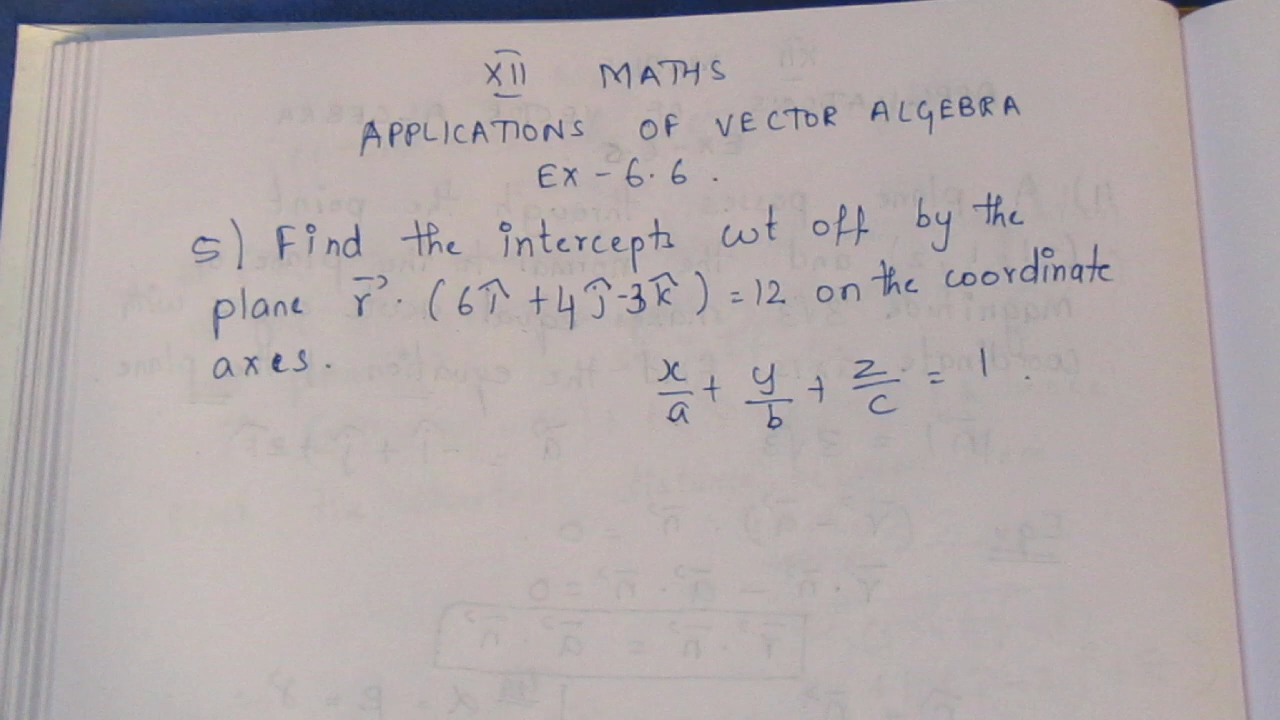 XII MATHS
APPLICATIONS OF VECTOR ALGEBRA
EX - 6.6.
5) Find the intercepts cut off by the
plane r⃗ · (6î + 4ĵ - 3k̂) = 12 on the coordinate
axes.
x/a + y/b + z/c = 1.